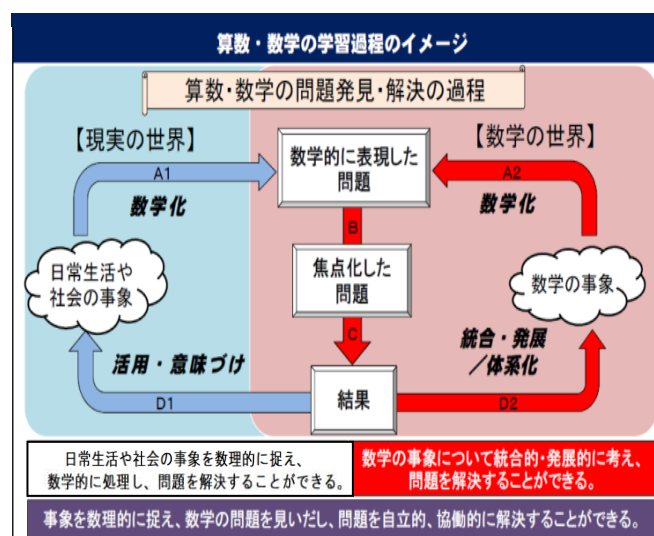 算数・数学の学習過程のイメージ
算数・数学の問題発見・解決の過程
【現実の世界】
【数学の世界】
数学的に表現した
問題
A1
A2
数学化
数学化
B
日常生活や
社会の事象
焦点化した
問題
数学の事象
C
活用・意味づけ
統合・発展
／体系化
結果
D1
D2
日常生活や社会の事象を数理的に捉え、
数学的に処理し、問題を解決することができる。
数学の事象について統合的・発展的に考え、
問題を解決することができる。
事象を数理的に捉え、数学の問題を見いだし、問題を自立的、協働的に解決することができる。